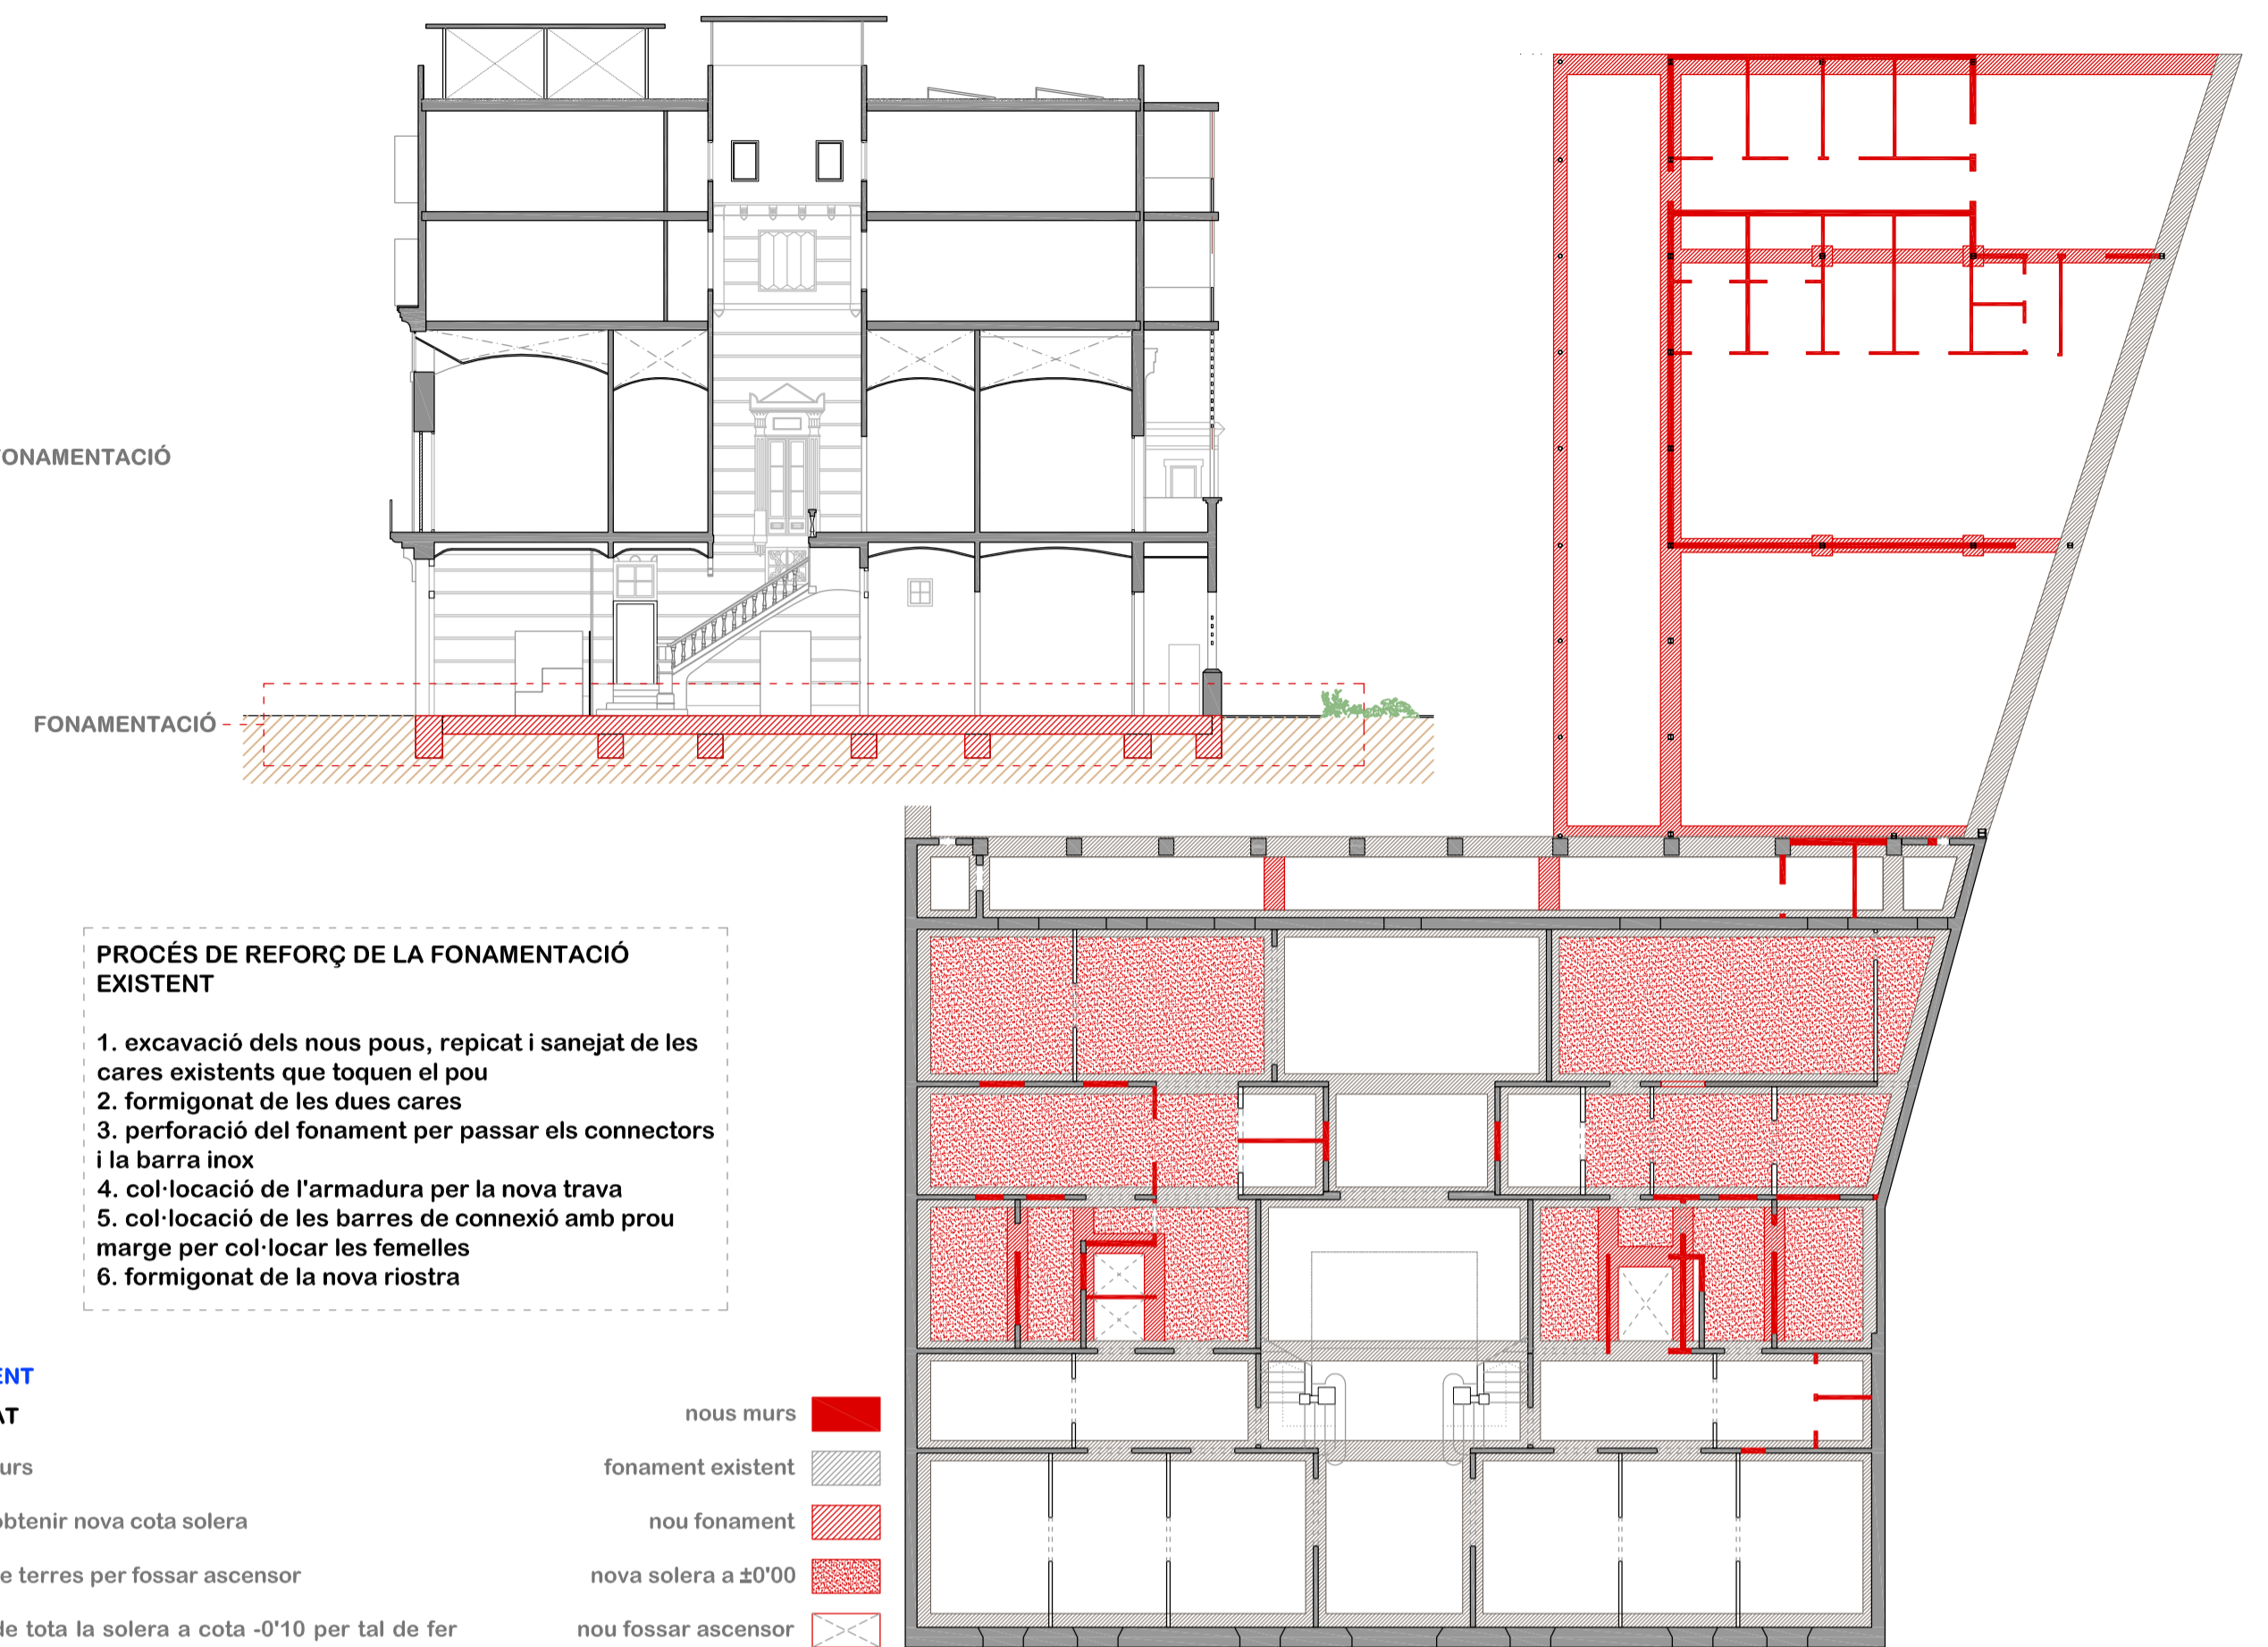 FONAMENTACIÓ
FONAMENTACIÓ
PROCÉS DE REFORÇ DE LA FONAMENTACIÓ
EXISTENT
1. excavació dels nous pous, repicat i sanejat de les
cares existents que toquen el pou
2. formigonat de les dues cares
3. perforació del fonament per passar els connectors
i la barra inox
4. col·locació de l'armadura per la nova trava
5. col·locació de les barres de connexió amb prou
marge per col·locar les femelles
6. formigonat de la nova riostra
obtenir nova cota solera
terres per fossar ascensor
de tota la solera a cota -0'10 per tal de fer
nous murs
fonament existent
nou fonament
nova solera a ±0'00
nou fossar ascensor